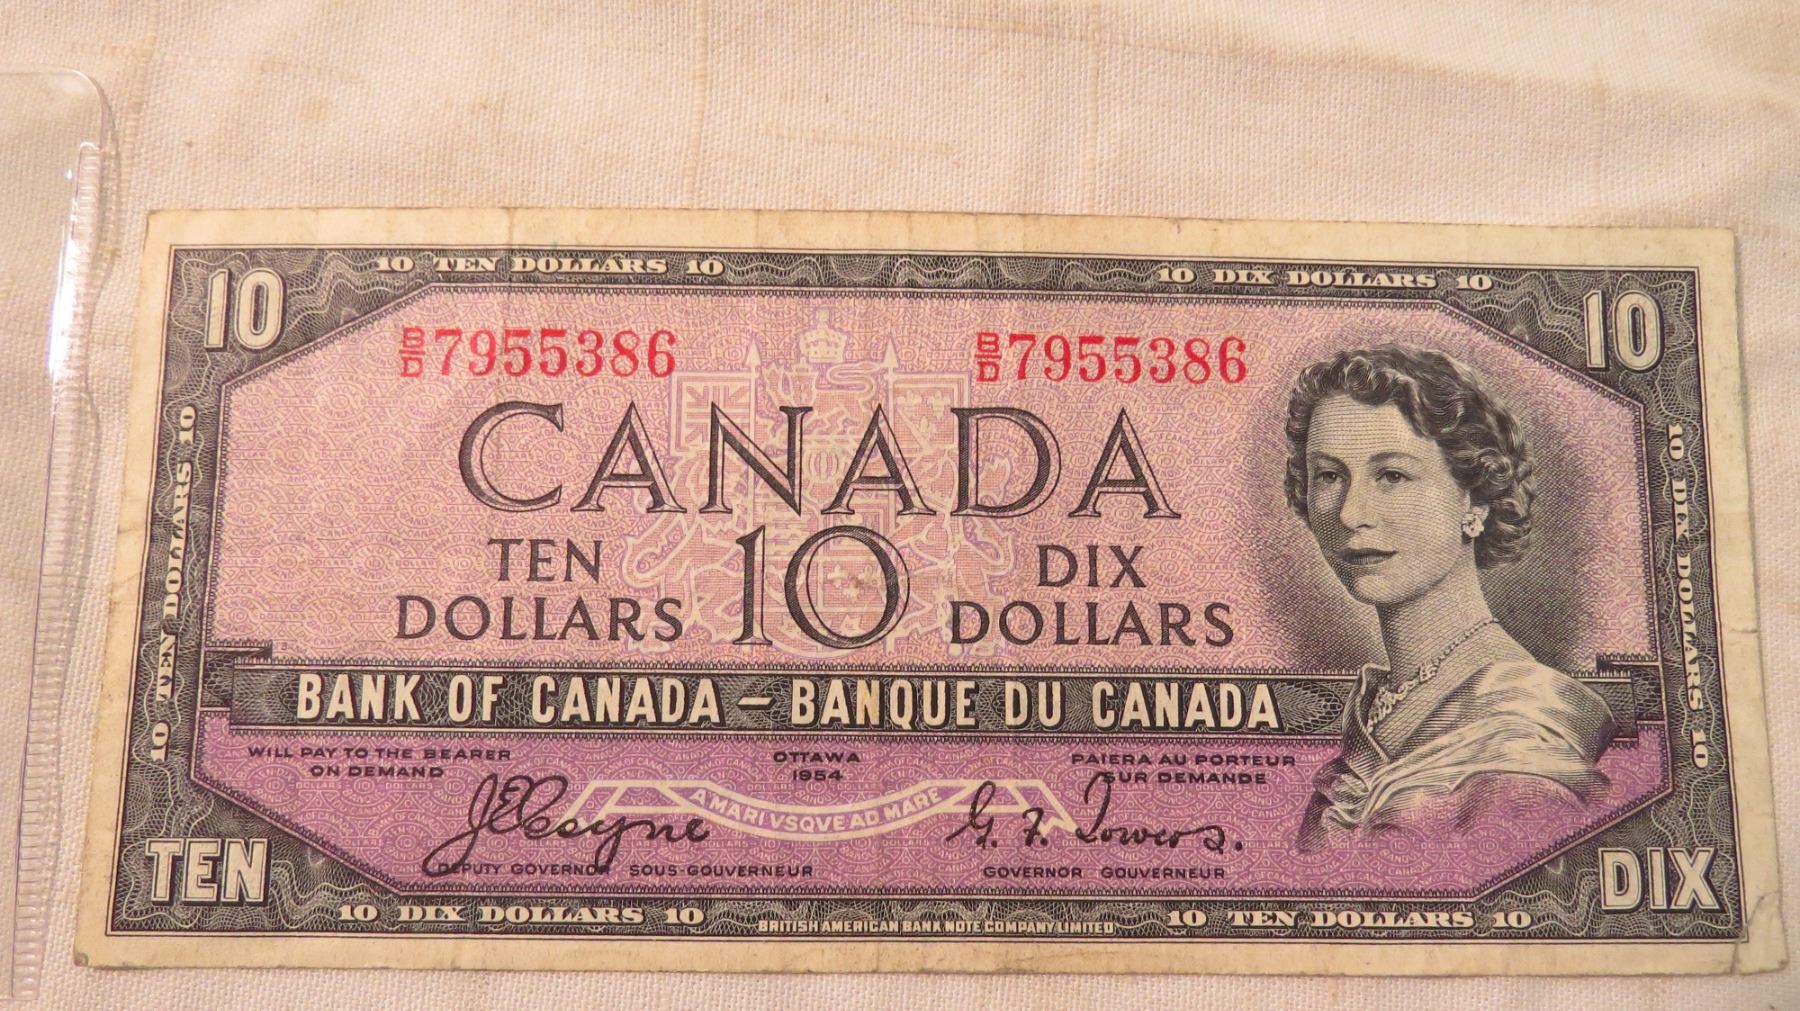 10 TEN DOLLARS 10
10 DIX DOLLARS 10
10
10
B/D 7955386
B/D 7955386
CANADA
TEN DOLLARS
10
DIX DOLLARS
10 TEN DOLLARS 10
10 DIX DOLLARS 10
BANK OF CANADA – BANQUE DU CANADA
WILL PAY TO THE BEARER
ON DEMAND
OTTAWA
1954
PAIERA AU PORTEUR
SUR DEMANDE
A MARI VSQVE AD MARE
J E Coyne
G. F. Towers.
DEPUTY GOVERNOR SOUS-GOUVERNEUR
GOVERNOR GOUVERNEUR
TEN
DIX
10 DIX DOLLARS 10
10 TEN DOLLARS 10
BRITISH AMERICAN BANK NOTE COMPANY LIMITED